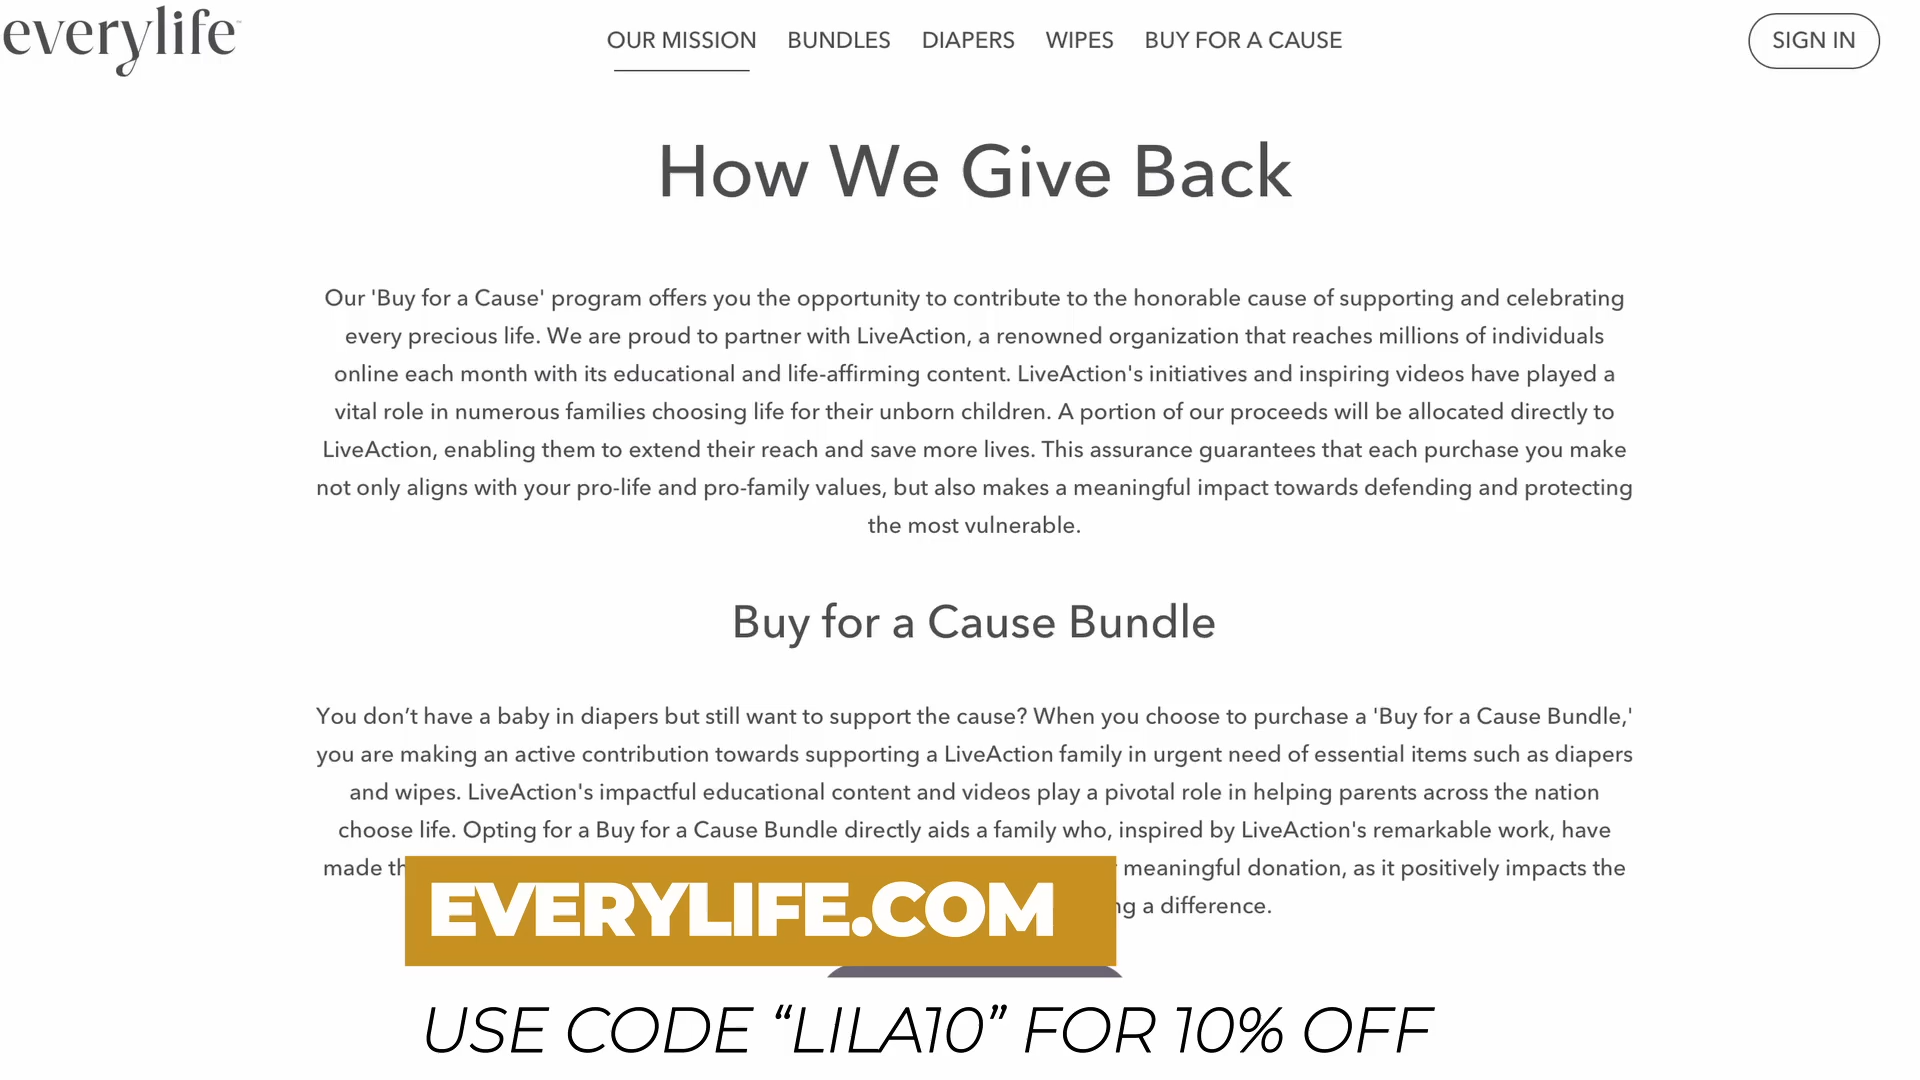 everylife
OUR MISSION BUNDLES DIAPERS WIPES BUY FOR A CAUSE SIGN IN
How We Give Back
Our 'Buy for a Cause' program offers you the opportunity to contribute to the honorable cause of supporting and celebrating
every precious life. We are proud to partner with LiveAction, a renowned organization that reaches millions of individuals
online each month with its educational and life-affirming content. LiveAction's initiatives and inspiring videos have played a
vital role in numerous families choosing life for their unborn children. A portion of our proceeds will be allocated directly to
LiveAction, enabling them to extend their reach and save more lives. This assurance guarantees that each purchase you make
not only aligns with your pro-life and pro-family values, but also makes a meaningful impact towards defending and protecting
the most vulnerable.
Buy for a Cause Bundle
You don’t have a baby in diapers but still want to support the cause? When you choose to purchase a 'Buy for a Cause Bundle,'
you are making an active contribution towards supporting a LiveAction family in urgent need of essential items such as diapers
and wipes. LiveAction's impactful educational content and videos play a pivotal role in helping parents across the nation
choose life. Opting for a Buy for a Cause Bundle directly aids a family who, inspired by LiveAction's remarkable work, have
made meaningful donation, as it positively impacts the
a difference.
EVERYLIFE.COM
USE CODE “LILA10” FOR 10% OFF